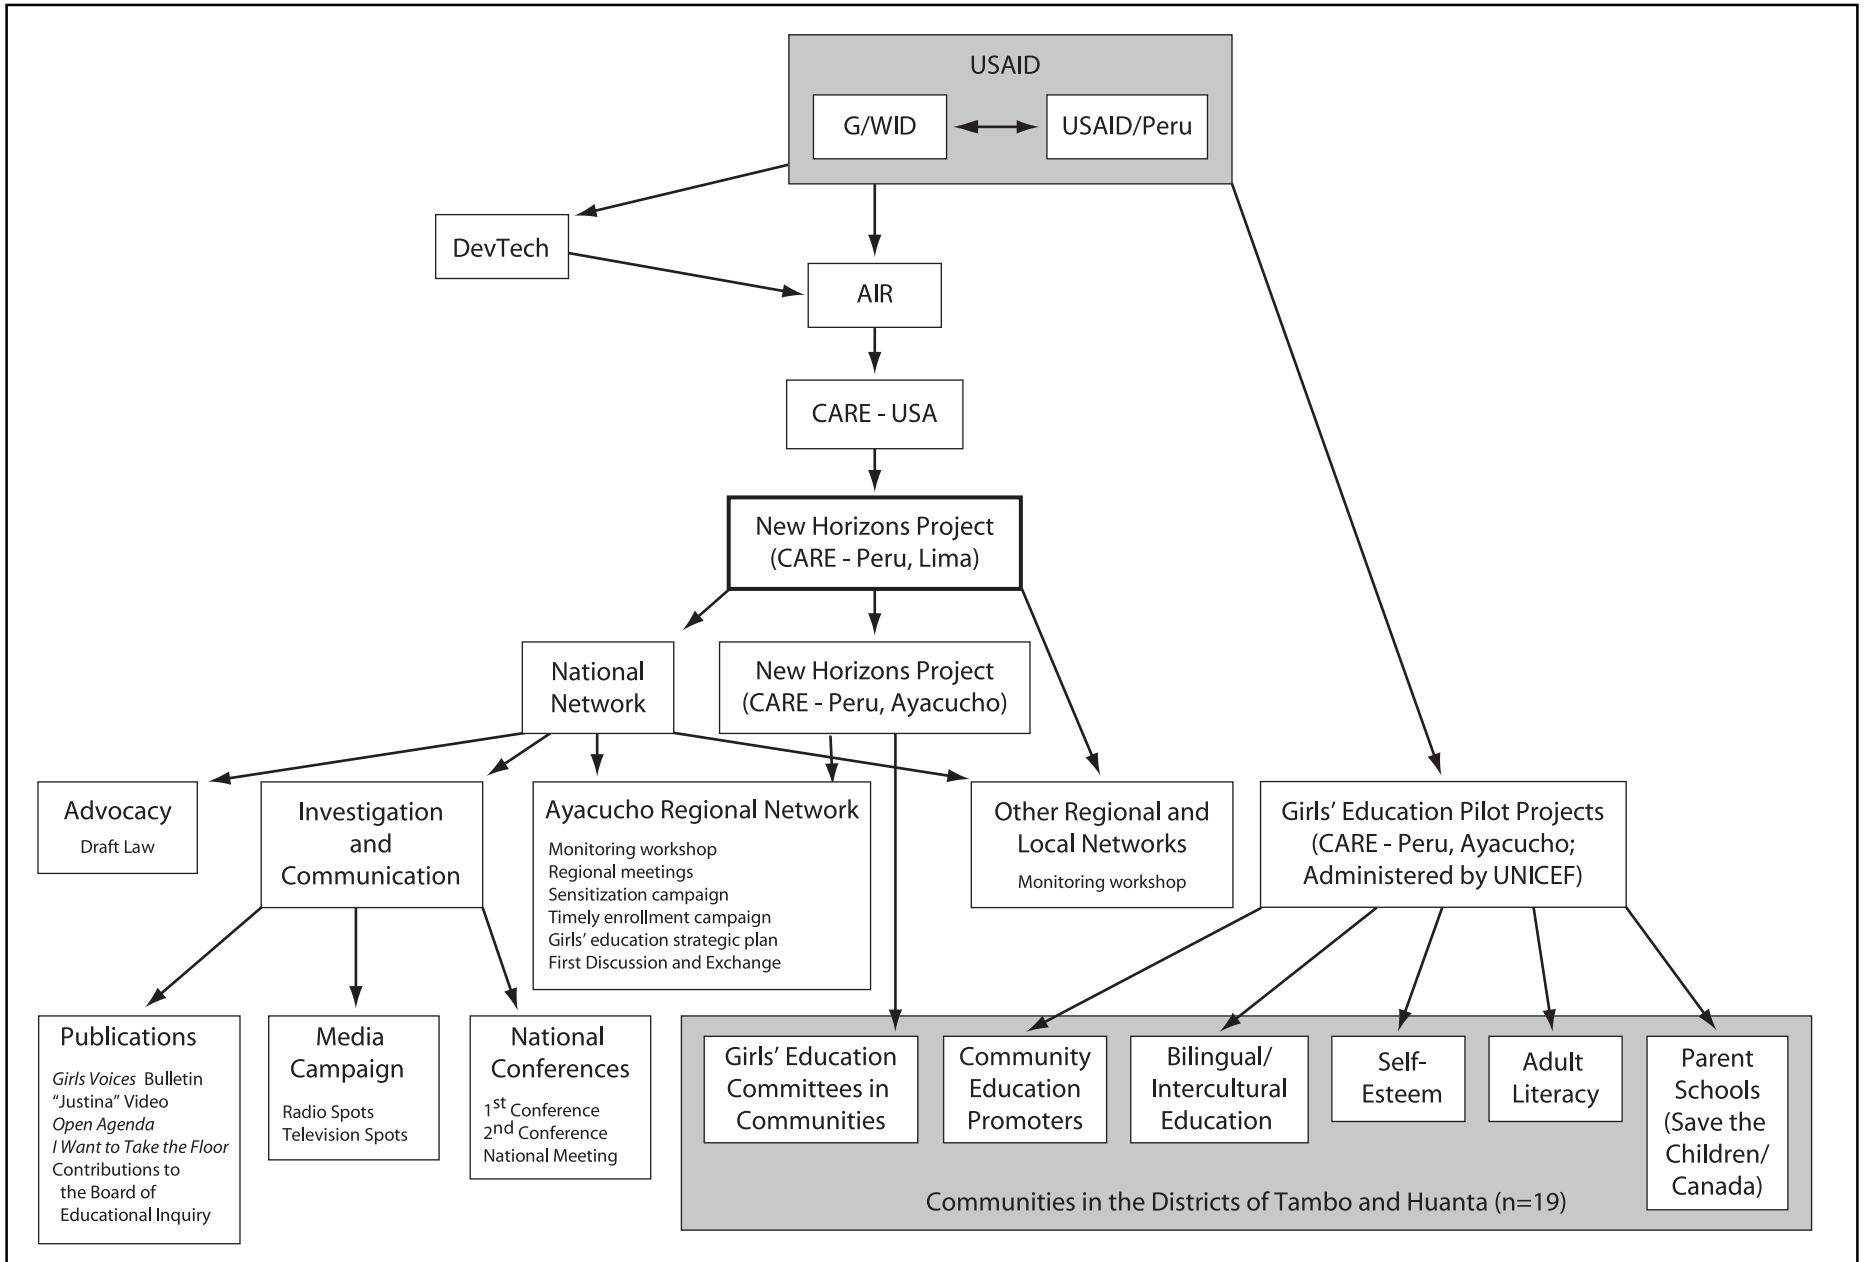 USAID
G/WID
USAID/Peru
DevTech
AIR
CARE - USA
New Horizons Project
(CARE - Peru, Lima)
National
Network
New Horizons Project
(CARE - Peru, Ayacucho)
Advocacy
Draft Law
Investigation
and
Communication
Ayacucho Regional Network
Monitoring workshop
Regional meetings
Sensitization campaign
Timely enrollment campaign
Girls’ education strategic plan
First Discussion and Exchange
Other Regional and
Local Networks
Monitoring workshop
Girls’ Education Pilot Projects
(CARE - Peru, Ayacucho;
Administered by UNICEF)
Publications
Girls Voices Bulletin
“Justina” Video
Open Agenda
I Want to Take the Floor
Contributions to
the Board of
Educational Inquiry
Media
Campaign
Radio Spots
Television Spots
National
Conferences
1st Conference
2nd Conference
National Meeting
Girls’ Education
Committees in
Communities
Community
Education
Promoters
Bilingual/
Intercultural
Education
Self-
Esteem
Adult
Literacy
Parent
Schools
(Save the
Children/
Canada)
Communities in the Districts of Tambo and Huanta (n=19)